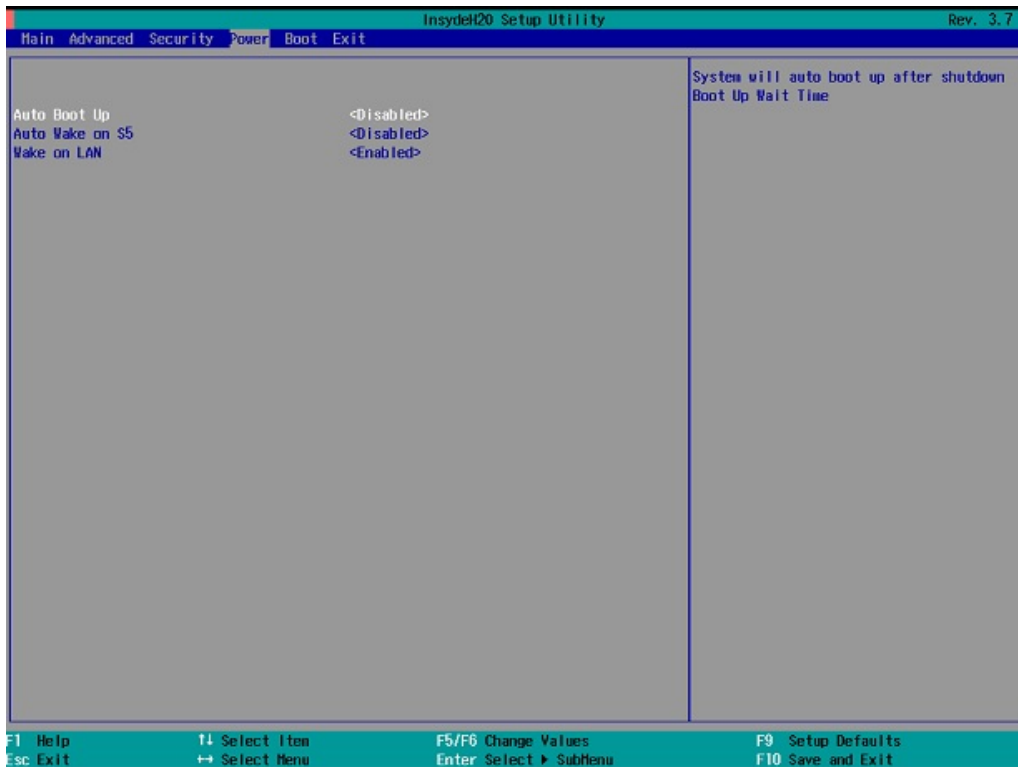 InsydeH20 Setup Utility Rev. 3.7
Main Advanced Security Power Boot Exit
System will auto boot up after shutdown
Boot Up Wait Time
Auto Boot Up <Disabled>
Auto Wake on S5 <Disabled>
Wake on LAN <Enabled>
F1 Help ↑↓ Select Item F5/F6 Change Values F9 Setup Defaults
Esc Exit ↔ Select Menu Enter Select ▶ SubMenu F10 Save and Exit